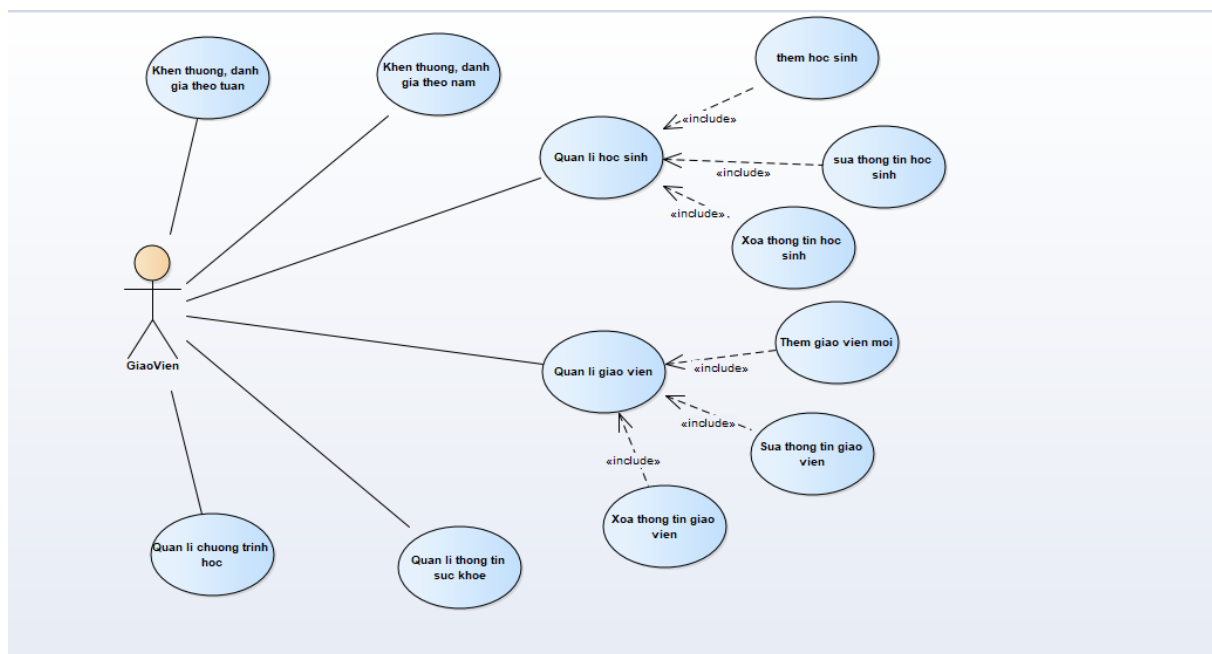 Khen thuong, danh
gia theo tuan
Khen thuong, danh
gia theo nam
them hoc sinh
«include»
Quan li hoc sinh
sua thong tin hoc
sinh
«include»
«include»
Xoa thong tin hoc
sinh
GiaoVien
Quan li giao vien
Them giao vien moi
«include»
«include»
Sua thong tin giao
vien
«include»
Xoa thong tin giao
vien
Quan li chuong trinh
hoc
Quan li thong tin
suc khoe